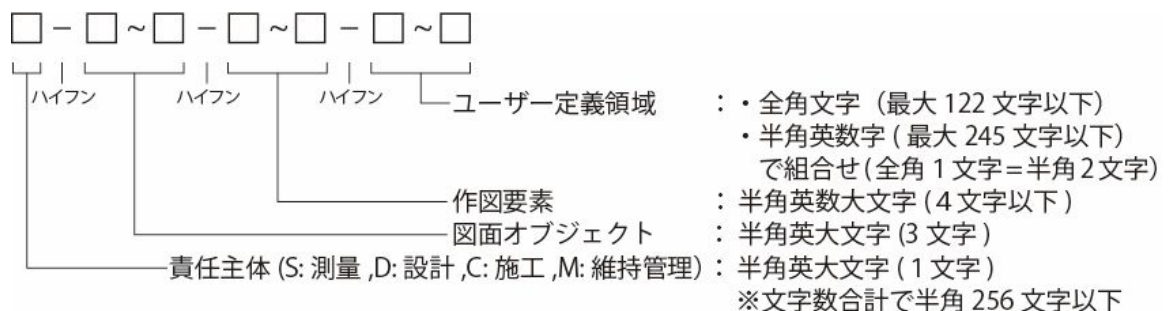 □－□～□－□～□－□～□
ハイフン ハイフン ハイフン
ユーザー定義領域 ：・全角文字（最大 122 文字以下）
・半角英数字 ( 最大 245 文字以下）
で組合せ ( 全角 1 文字＝半角 2 文字）
作図要素 ： 半角英数大文字 ( 4 文字以下 )
図面オブジェクト ： 半角英大文字 (3 文字 )
責任主体 (S: 測量 ,D: 設計 ,C: 施工 ,M: 維持管理）： 半角英大文字 ( 1 文字 )
※文字数合計で半角 256 文字以下